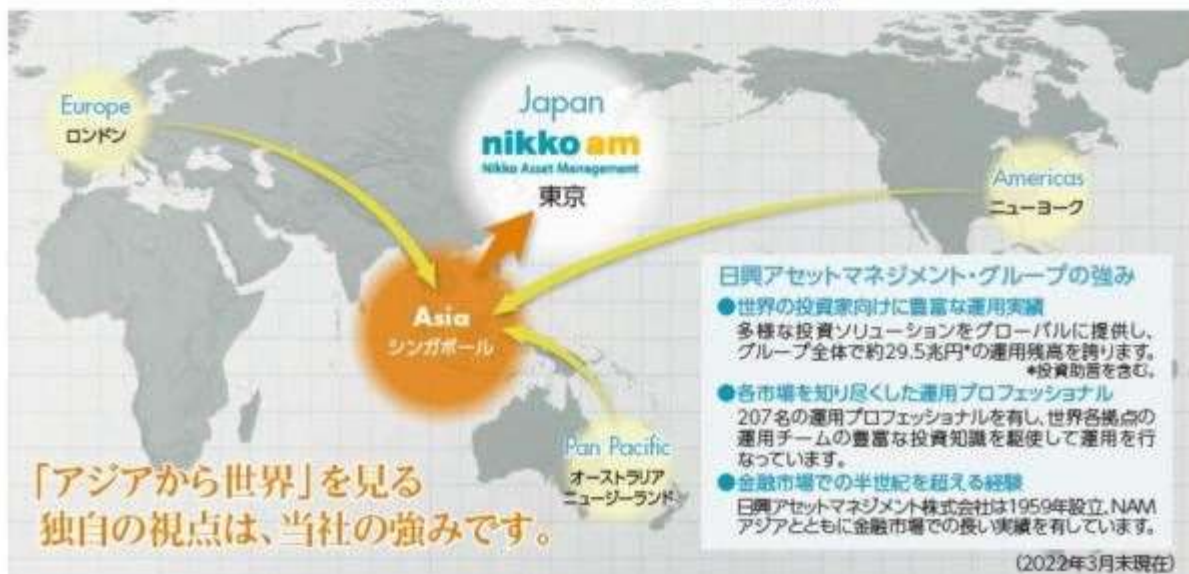 Europe
ロンドン
Japan
nikko am
Nikko Asset Management
東京
Americas
ニューヨーク
Asia
シンガポール
Pan Pacific
オーストラリア
ニュージーランド
「アジアから世界」を見る
独自の視点は、当社の強みです。
日興アセットマネジメント・グループの強み
●世界の投資家向けに豊富な運用実績
多様な投資ソリューションをグローバルに提供し、
グループ全体で約29.5兆円*の運用残高を誇ります。
*投資助言を含む。
●各市場を知り尽くした運用プロフェッショナル
207名の運用プロフェッショナルを有し、世界各拠点の
運用チームの豊富な投資知識を駆使して運用を行
なっています。
●金融市場での半世紀を超える経験
日興アセットマネジメント株式会社は1959年設立、NAM
アジアとともに金融市場での長い実績を有しています。
(2022年3月末現在)